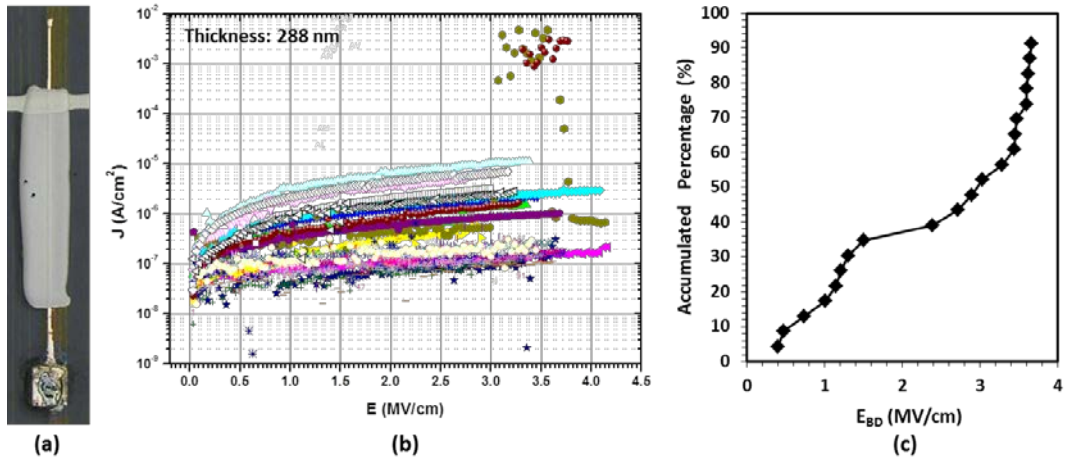 Thickness: 288 nm
10⁻²
10⁻³
10⁻⁴
10⁻⁵
10⁻⁶
10⁻⁷
10⁻⁸
10⁻⁹
J (A/cm²)
0.0 0.5 1.0 1.5 2.0 2.5 3.0 3.5 4.0 4.5
E (MV/cm)
100
90
80
70
60
50
40
30
20
10
0
Accumulated Percentage (%)
0 1 2 3 4
E_BD (MV/cm)
(a) (b) (c)